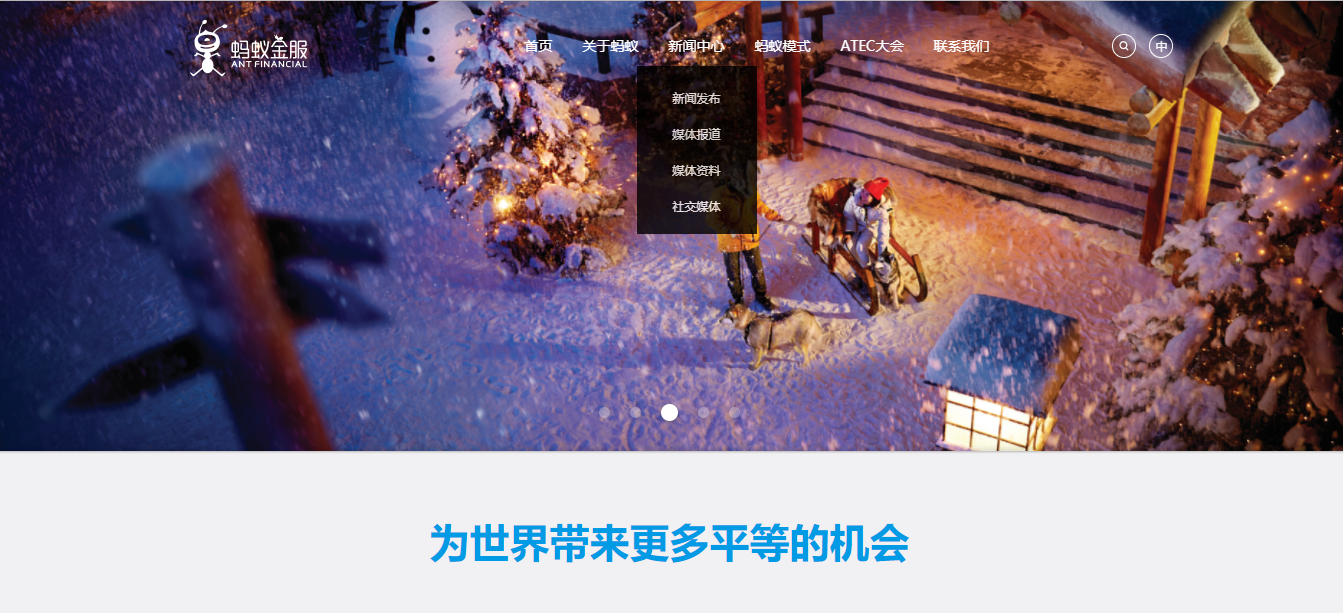 蚂蚁金服
ANT FINANCIAL
首页 关于蚂蚁 新闻中心 蚂蚁模式 ATEC大会 联系我们 中
新闻发布
媒体报道
媒体资料
社交媒体
为世界带来更多平等的机会